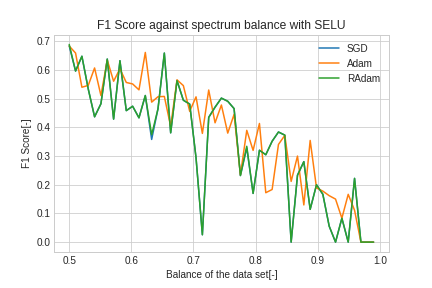 F1 Score against spectrum balance with SELU
0.7
0.6
0.5
0.4
0.3
0.2
0.1
0.0
F1 Score[-]
SGD
Adam
RAdam
0.5
0.6
0.7
0.8
0.9
1.0
Balance of the data set[-]